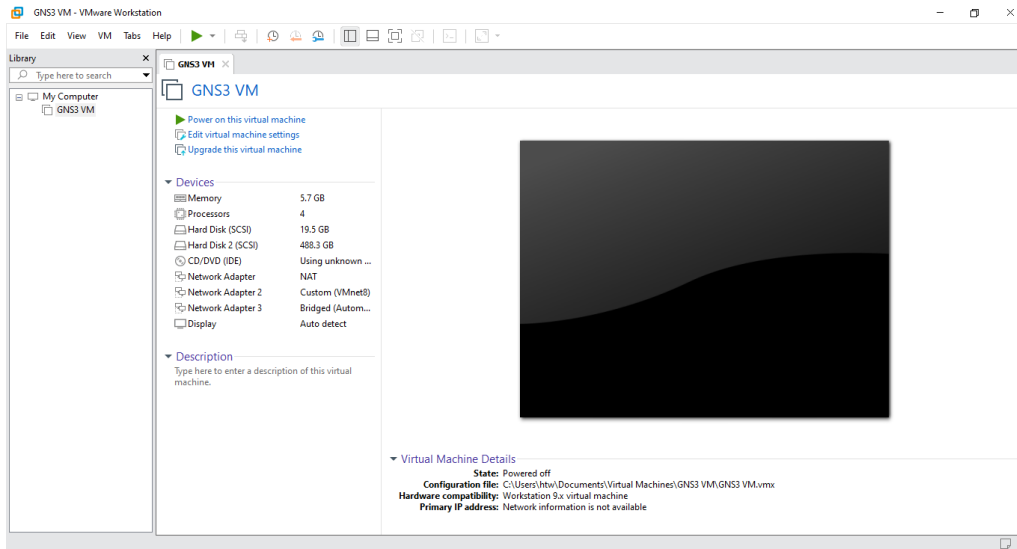 GNS3 VM - VMware Workstation
File Edit View VM Tabs Help
Library
Type here to search
My Computer
GNS3 VM
GNS3 VM
GNS3 VM
Power on this virtual machine
Edit virtual machine settings
Upgrade this virtual machine
Devices
Memory 5.7 GB
Processors 4
Hard Disk (SCSI) 19.5 GB
Hard Disk 2 (SCSI) 488.3 GB
CD/DVD (IDE) Using unknown ...
Network Adapter NAT
Network Adapter 2 Custom (VMnet8)
Network Adapter 3 Bridged (Autom...
Display Auto detect
Description
Type here to enter a description of this virtual
machine.
Virtual Machine Details
State: Powered off
Configuration file: C:\Users\htw\Documents\Virtual Machines\GNS3 VM\GNS3 VM.vmx
Hardware compatibility: Workstation 9.x virtual machine
Primary IP address: Network information is not available